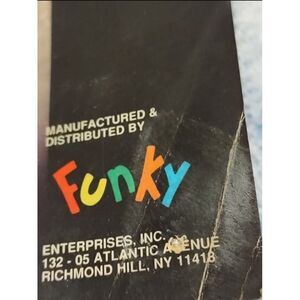 MANUFACTURED &
DISTRIBUTED BY
Funky
ENTERPRISES, INC.
132 - 05 ATLANTIC AVENUE
RICHMOND HILL, NY 11418